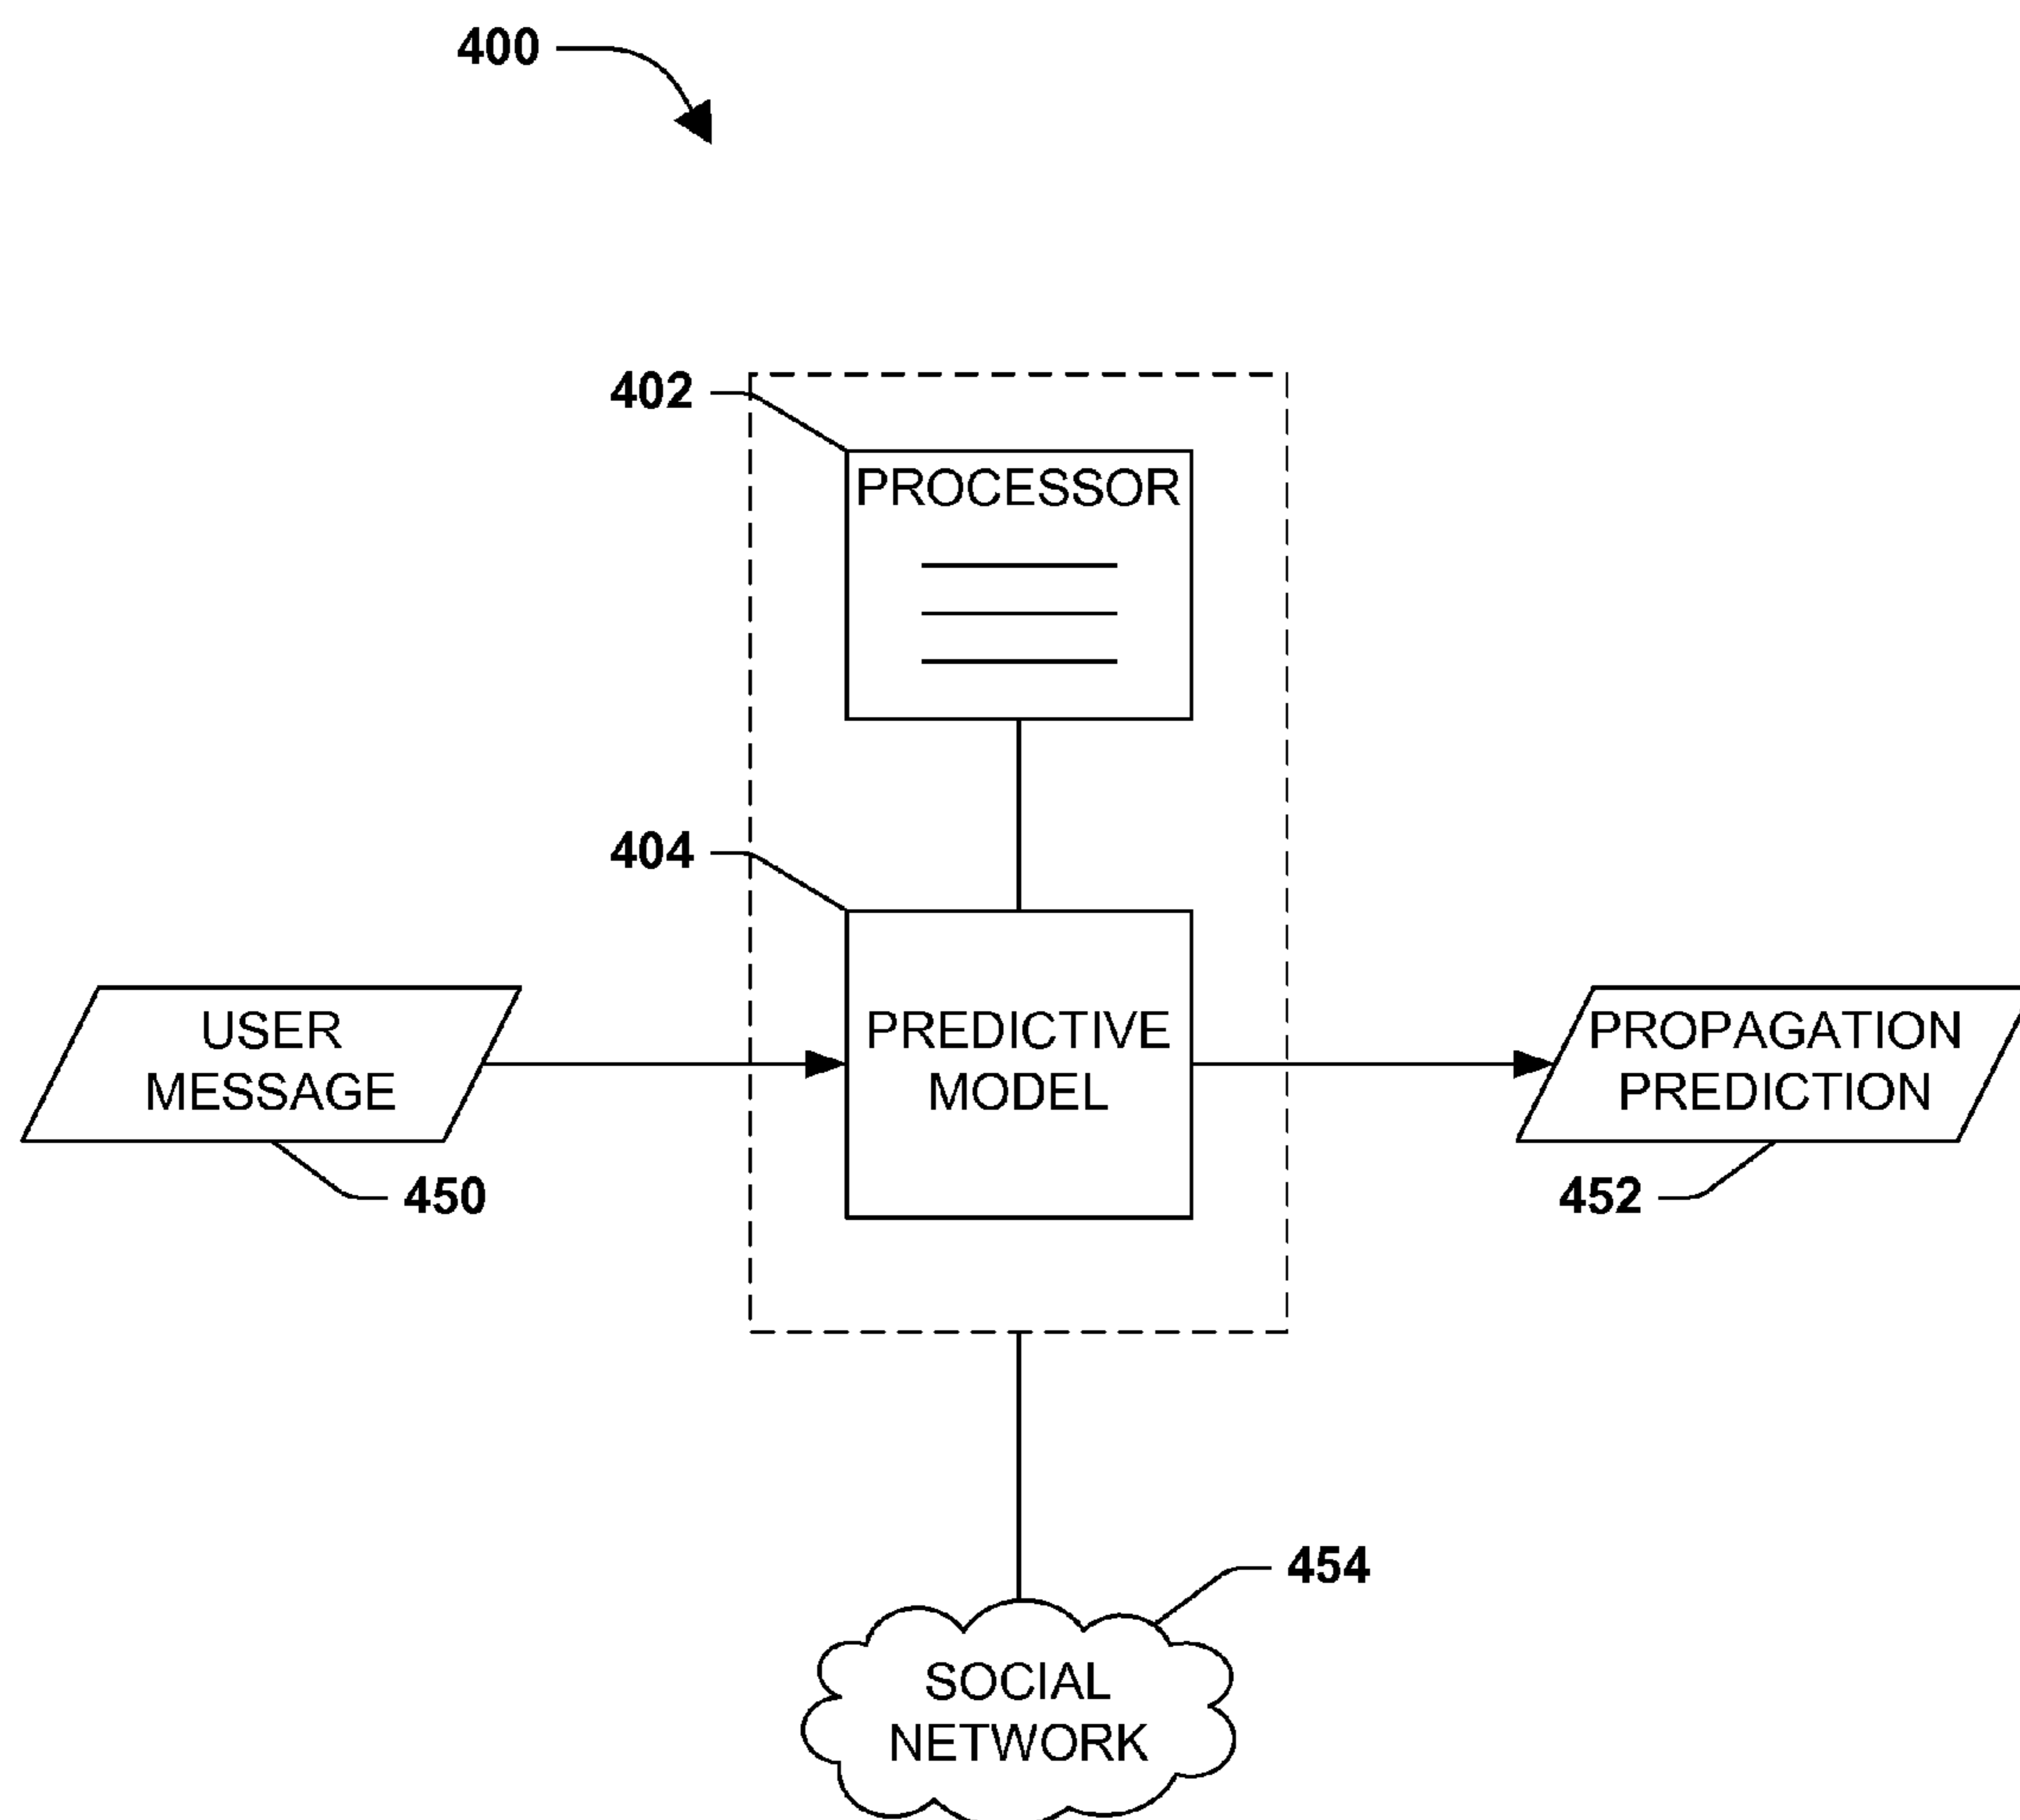 400
402
PROCESSOR
404
USER
MESSAGE
450
PREDICTIVE
MODEL
PROPAGATION
PREDICTION
452
454
SOCIAL
NETWORK